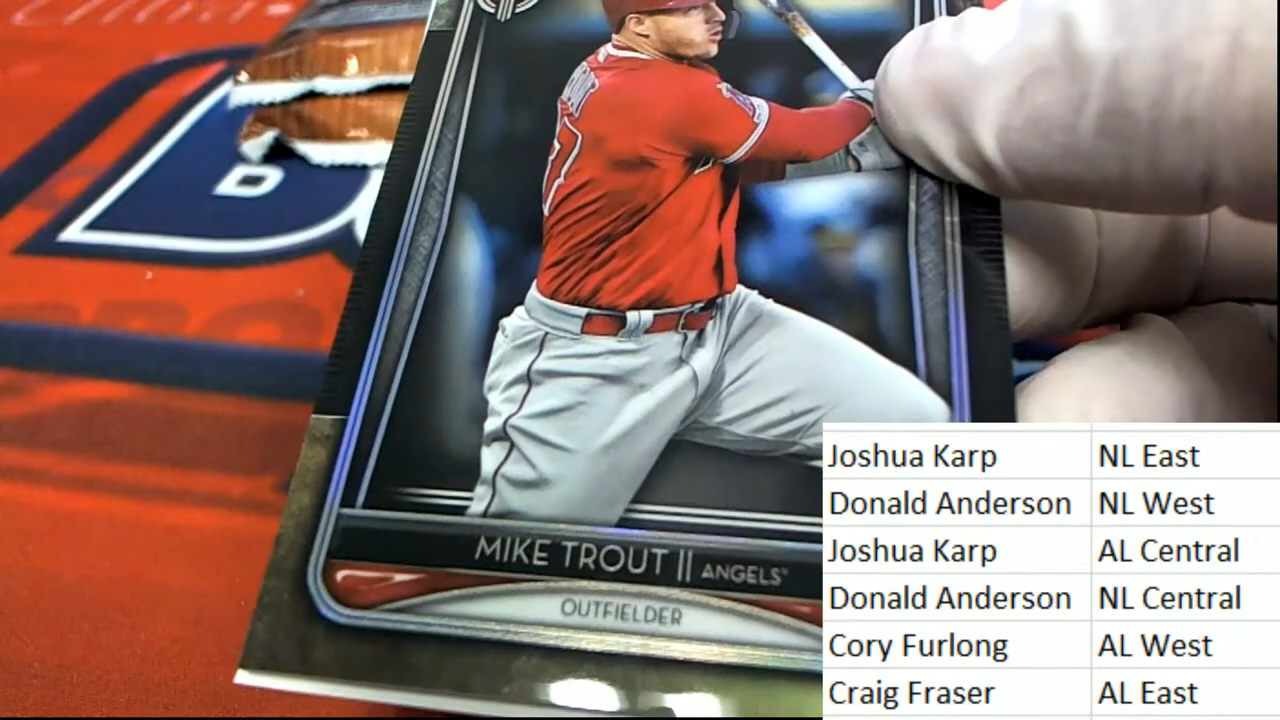 MIKE TROUT || ANGELS
OUTFIELDER
Joshua Karp NL East
Donald Anderson NL West
Joshua Karp AL Central
Donald Anderson NL Central
Cory Furlong AL West
Craig Fraser AL East